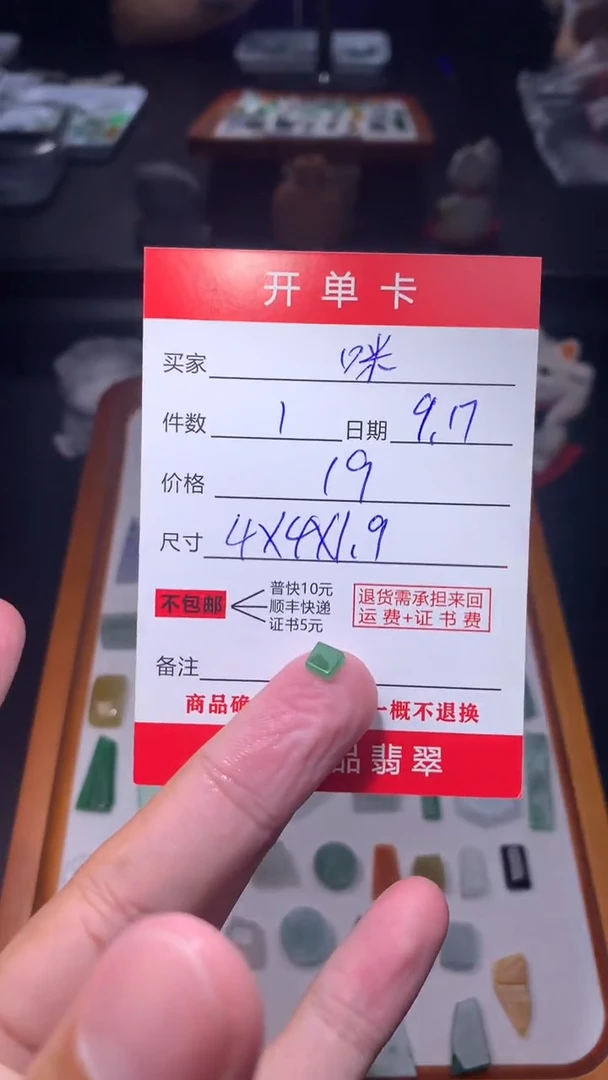 开单卡
买家 咪
件数 1 日期 9.17
价格 19
尺寸 4X4X1.9
不包邮
普快10元
顺丰快递
证书5元
退货需承担来回
运费+证书费
备注
商品确 一概不退换
品翡翠